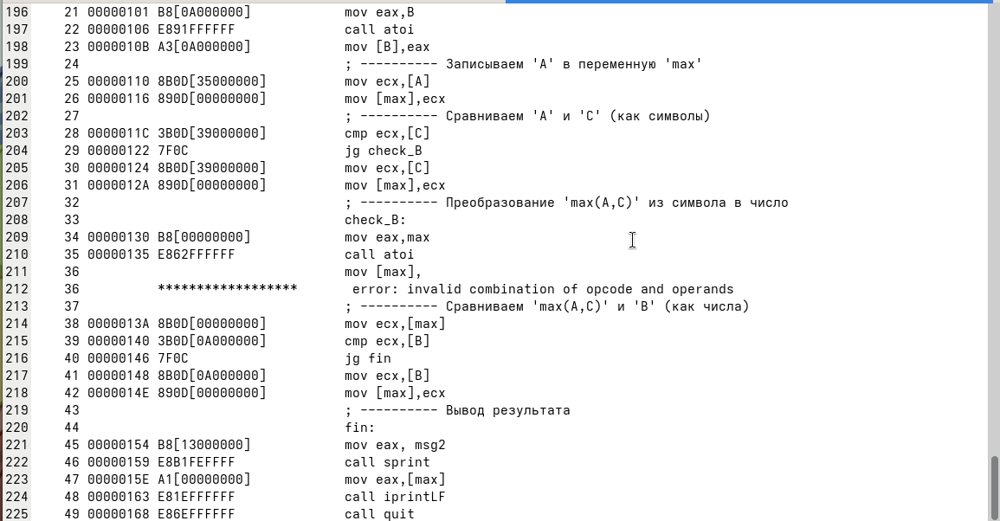 196 21 00000101 B8[0A000000] mov eax,B
197 22 00000106 E891FFFFFF call atoi
198 23 0000010B A3[0A000000] mov [B],eax
199 24 ; ---------- Записываем 'A' в переменную 'max'
200 25 00000110 8B0D[35000000] mov ecx,[A]
201 26 00000116 890D[00000000] mov [max],ecx
202 27 ; ---------- Сравниваем 'A' и 'C' (как символы)
203 28 0000011C 3B0D[39000000] cmp ecx,[C]
204 29 00000122 7F0C jg check_B
205 30 00000124 8B0D[39000000] mov ecx,[C]
206 31 0000012A 890D[00000000] mov [max],ecx
207 32 ; ---------- Преобразование 'max(A,C)' из символа в число
208 33 check_B:
209 34 00000130 B8[00000000] mov eax,max
210 35 00000135 E862FFFFFF call atoi
211 36 mov [max],
212 36 ****************** error: invalid combination of opcode and operands
213 37 ; ---------- Сравниваем 'max(A,C)' и 'B' (как числа)
214 38 0000013A 8B0D[00000000] mov ecx,[max]
215 39 00000140 3B0D[0A000000] cmp ecx,[B]
216 40 00000146 7F0C jg fin
217 41 00000148 8B0D[0A000000] mov ecx,[B]
218 42 0000014E 890D[00000000] mov [max],ecx
219 43 ; ---------- Вывод результата
220 44 fin:
221 45 00000154 B8[13000000] mov eax, msg2
222 46 00000159 E8B1FEFFFF call sprint
223 47 0000015E A1[00000000] mov eax,[max]
224 48 00000163 E81EFFFFFF call iprintLF
225 49 00000168 E86EFFFFFF call quit